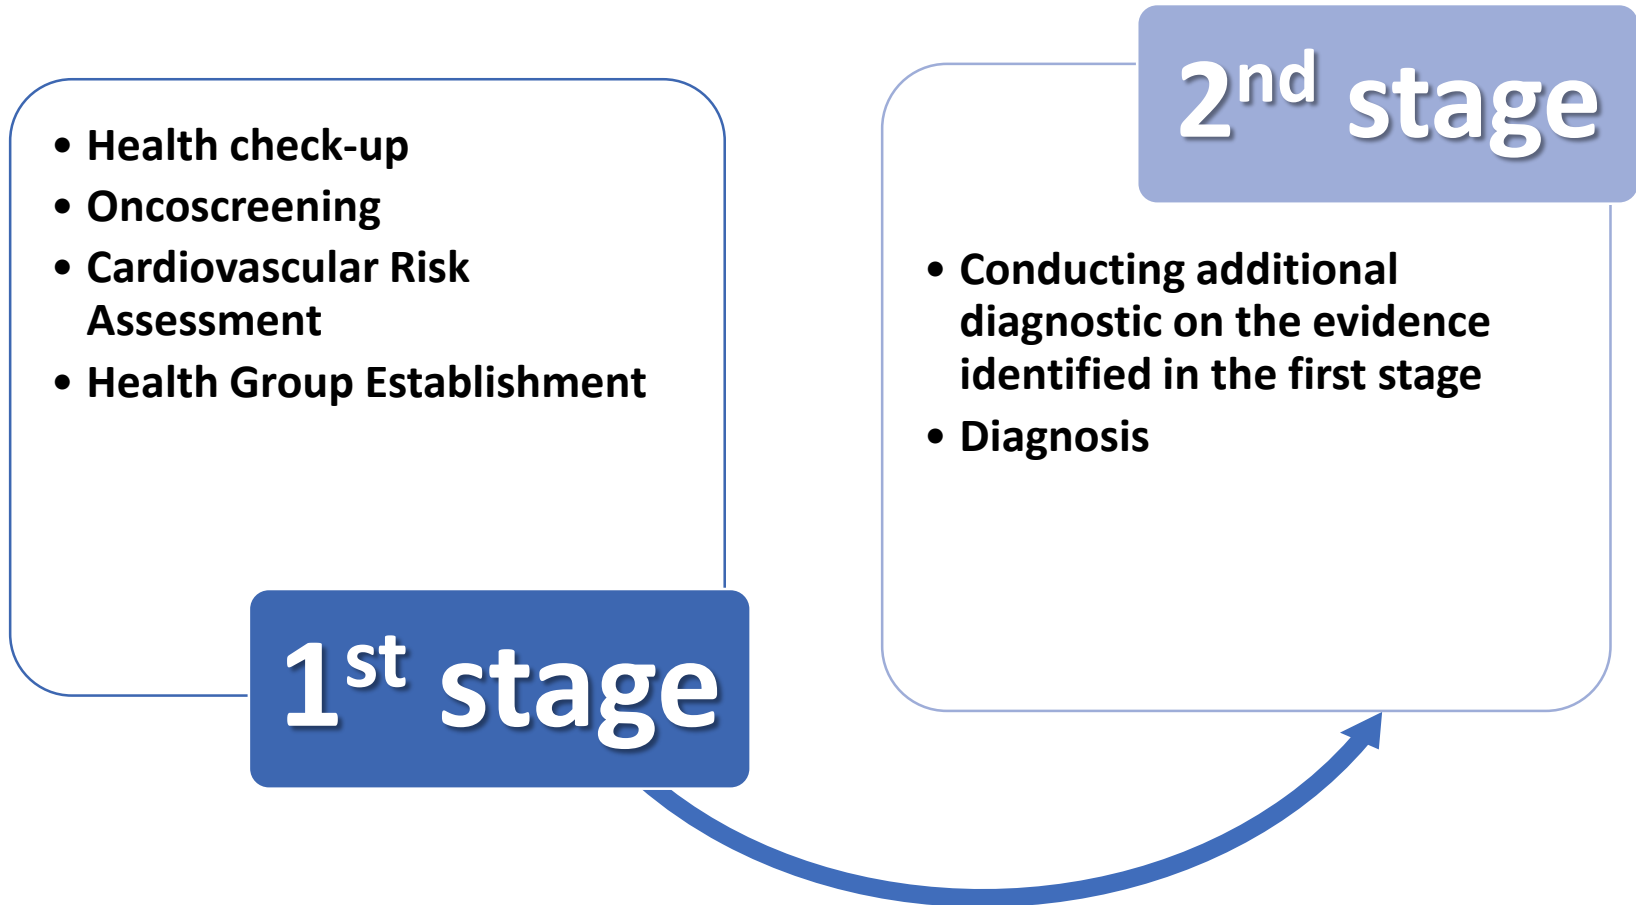 • Health check-up
• Oncoscreening
• Cardiovascular Risk
Assessment
• Health Group Establishment
1st stage
2nd stage
• Conducting additional
diagnostic on the evidence
identified in the first stage
• Diagnosis